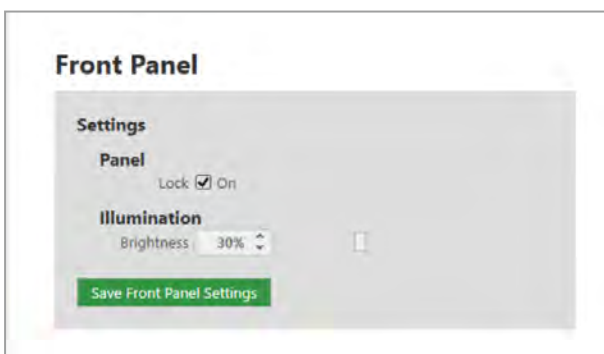 Front Panel
Settings
Panel
Lock On
Illumination
Brightness 30%
Save Front Panel Settings